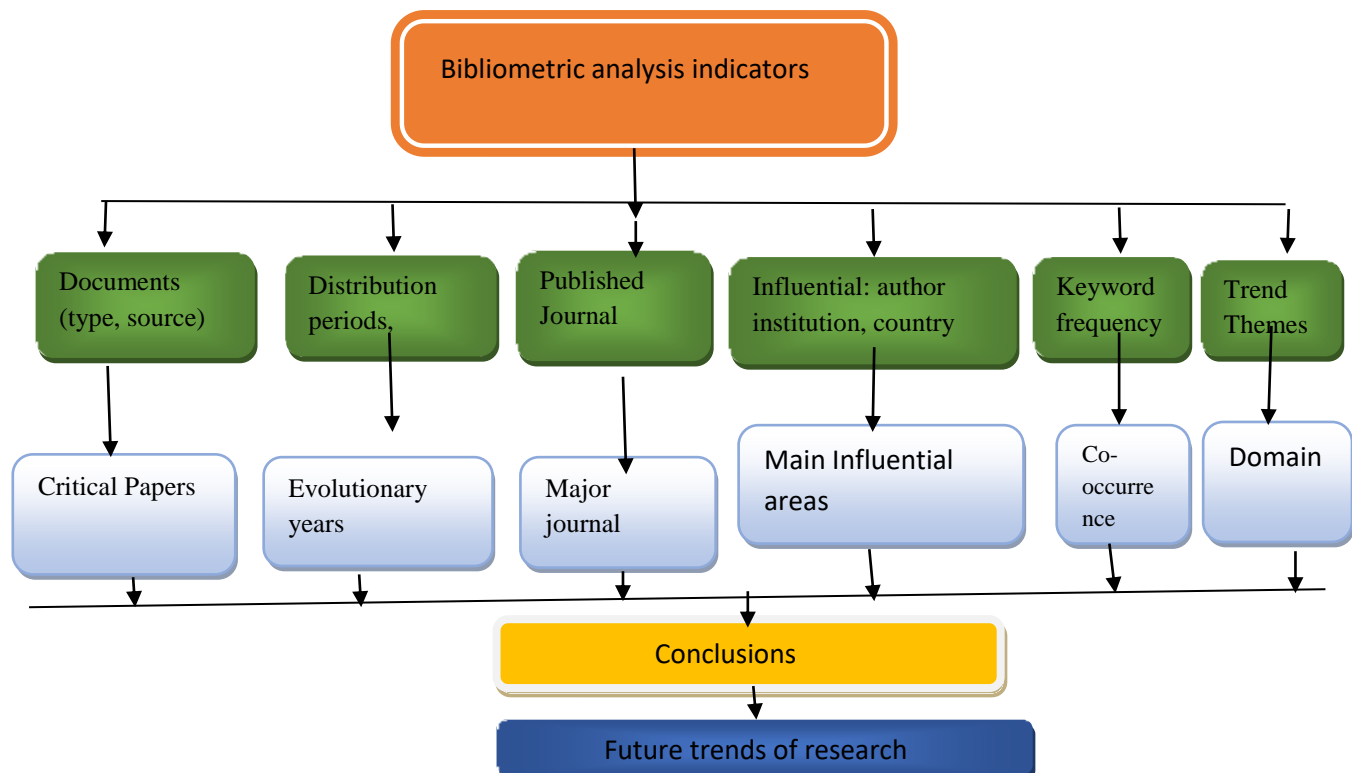 Bibliometric analysis indicators
Documents
(type, source)
Distribution
periods,
Published
Journal
Influential: author
institution, country
Keyword
frequency
Trend
Themes
Critical Papers
Evolutionary
years
Major
journal
Main Influential
areas
Co-
occurre
nce
Domain
Conclusions
Future trends of research